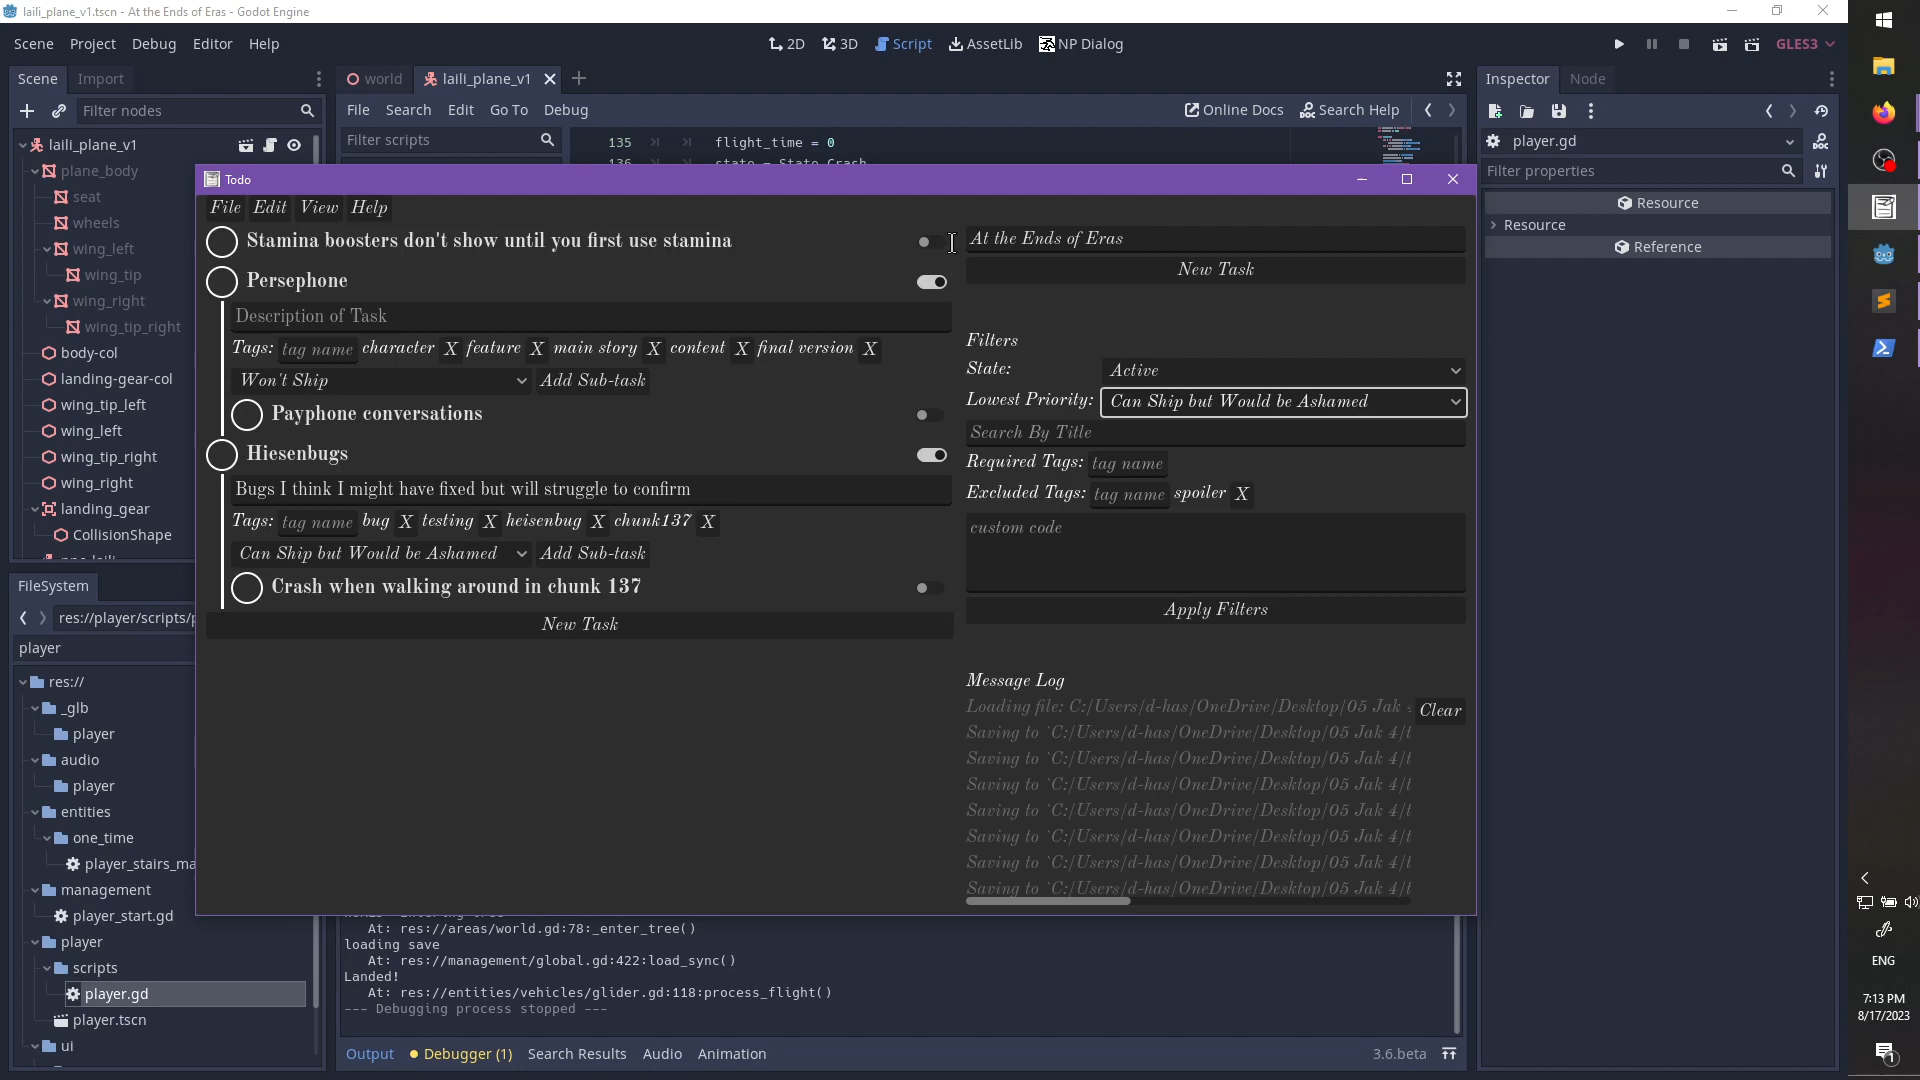 laili_plane_v1.tscn - At the Ends of Eras - Godot Engine
Scene Project Debug Editor Help
2D 3D Script AssetLib NP Dialog
GLES3
Scene Import
world laili_plane_v1
Inspector Node
Filter nodes
File Search Edit Go To Debug
Online Docs Search Help
Filter scripts
135 flight_time = 0
136 state = State.Crash
player.gd
Filter properties
Resource
Resource
Reference
laili_plane_v1
plane_body
seat
wheels
wing_left
wing_tip
wing_right
wing_tip_right
body-col
landing-gear-col
wing_tip_left
wing_left
wing_tip_right
wing_right
landing_gear
CollisionShape
Todo
File Edit View Help
Stamina boosters don't show until you first use stamina
Persephone
Description of Task
Tags: tag name character X feature X main story X content X final version X
Won't Ship Add Sub-task
Payphone conversations
Hiesenbugs
Bugs I think I might have fixed but will struggle to confirm
Tags: tag name bug X testing X heisenbug X chunk137 X
Can Ship but Would be Ashamed Add Sub-task
Crash when walking around in chunk 137
New Task
At the Ends of Eras
New Task
Filters
State: Active
Lowest Priority: Can Ship but Would be Ashamed
Search By Title
Required Tags: tag name
Excluded Tags: tag name spoiler X
custom code
Apply Filters
Message Log
Loading file: C:/Users/d-has/OneDrive/Desktop/05 Jak 4
Clear
Saving to `C:/Users/d-has/OneDrive/Desktop/05 Jak 4/t
Saving to `C:/Users/d-has/OneDrive/Desktop/05 Jak 4/t
Saving to `C:/Users/d-has/OneDrive/Desktop/05 Jak 4/t
Saving to `C:/Users/d-has/OneDrive/Desktop/05 Jak 4/t
Saving to `C:/Users/d-has/OneDrive/Desktop/05 Jak 4/t
Saving to `C:/Users/d-has/OneDrive/Desktop/05 Jak 4/t
Saving to `C:/Users/d-has/OneDrive/Desktop/05 Jak 4/t
FileSystem
res://player/scripts/p
player
res://
_glb
player
audio
player
entities
one_time
player_stairs_ma
management
player_start.gd
player
scripts
player.gd
player.tscn
ui
At: res://areas/world.gd:78:_enter_tree()
loading save
At: res://management/global.gd:422:load_sync()
Landed!
At: res://entities/vehicles/glider.gd:118:process_flight()
--- Debugging process stopped ---
Output Debugger (1) Search Results Audio Animation
3.6.beta
ENG
7:13 PM
8/17/2023
1